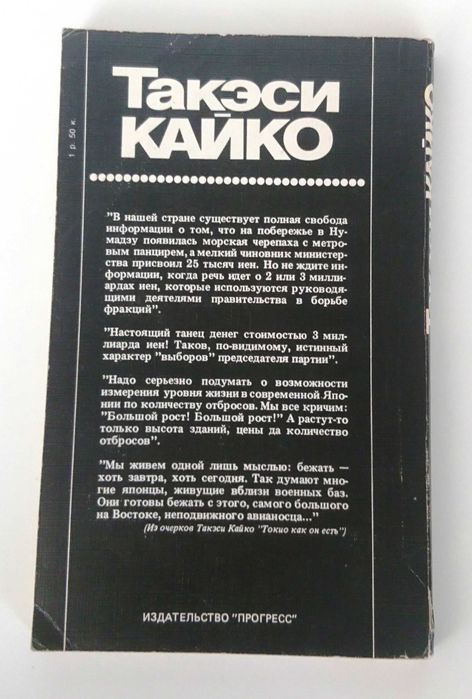 Такэси
КАЙКО
1 р. 50 к.
"В нашей стране существует полная свобода
информации о том, что на побережье в Ну-
мадзу появилась морская черепаха с метро-
вым панцирем, а мелкий чиновник министер-
ства присвоил 25 тысяч иен. Но не ждите ин-
формации, когда речь идет о 2 или 3 милли-
ардах иен, которые используются руководя-
щими деятелями правительства в борьбе
фракций".
"Настоящий танец денег стоимостью 3 мил-
лиарда иен! Таков, по-видимому, истинный
характер "выборов" председателя партии".
"Надо серьезно подумать о возможности
измерения уровня жизни в современной Япо-
нии по количеству отбросов. Мы все кричим:
"Большой рост! Большой рост!" А растут-то
только высота зданий, цены да количество
отбросов".
"Мы живем одной лишь мыслью: бежать —
хоть завтра, хоть сегодня. Так думают мно-
гие японцы, живущие вблизи военных баз.
Они готовы бежать с этого, самого большого
на Востоке, неподвижного авианосца..."
(Из очерков Такэси Кайко "Токио как он есть")
ИЗДАТЕЛЬСТВО "ПРОГРЕСС"